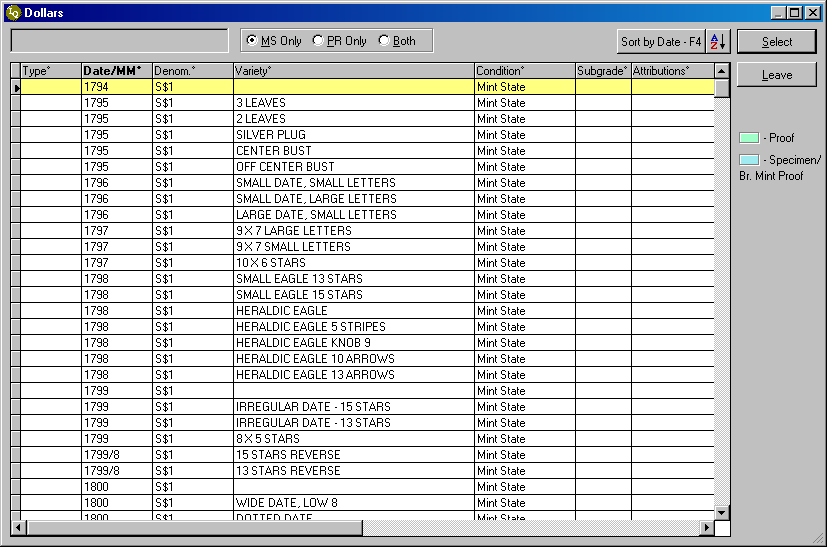 Dollars
MS Only PR Only Both Sort by Date - F4 Select
Leave
Type* Date/MM* Denom.* Variety* Condition* Subgrade* Attributions*
1794 S$1 Mint State
1795 S$1 3 LEAVES Mint State
1795 S$1 2 LEAVES Mint State
1795 S$1 SILVER PLUG Mint State
1795 S$1 CENTER BUST Mint State
1795 S$1 OFF CENTER BUST Mint State
1796 S$1 SMALL DATE, SMALL LETTERS Mint State
1796 S$1 SMALL DATE, LARGE LETTERS Mint State
1796 S$1 LARGE DATE, SMALL LETTERS Mint State
1797 S$1 9 X 7 LARGE LETTERS Mint State
1797 S$1 9 X 7 SMALL LETTERS Mint State
1797 S$1 10 X 6 STARS Mint State
1798 S$1 SMALL EAGLE 13 STARS Mint State
1798 S$1 SMALL EAGLE 15 STARS Mint State
1798 S$1 HERALDIC EAGLE Mint State
1798 S$1 HERALDIC EAGLE 5 STRIPES Mint State
1798 S$1 HERALDIC EAGLE KNOB 9 Mint State
1798 S$1 HERALDIC EAGLE 10 ARROWS Mint State
1798 S$1 HERALDIC EAGLE 13 ARROWS Mint State
1799 S$1 Mint State
1799 S$1 IRREGULAR DATE - 15 STARS Mint State
1799 S$1 IRREGULAR DATE - 13 STARS Mint State
1799 S$1 8 X 5 STARS Mint State
1799/8 S$1 15 STARS REVERSE Mint State
1799/8 S$1 13 STARS REVERSE Mint State
1800 S$1 Mint State
1800 S$1 WIDE DATE, LOW 8 Mint State
1800 S$1 DOTTED DATE Mint State
- Proof
- Specimen/
Br. Mint Proof